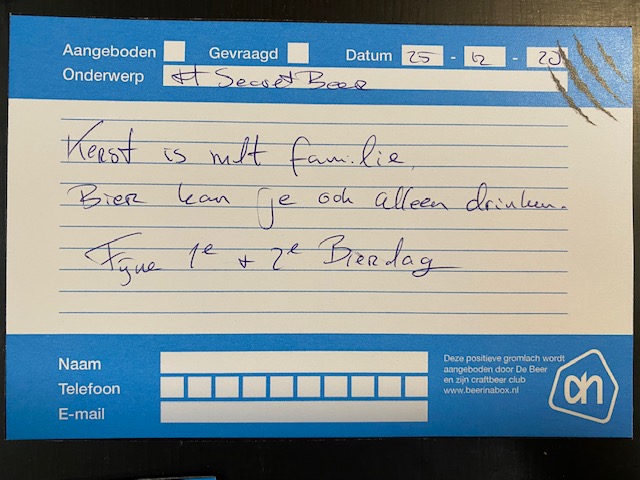 Aangeboden Gevraagd Datum 25 - 12 - 20
Onderwerp # SecretBeer
Kerst is mét familie,
Bier kan je ook alleen drinken.
Fijne 1e + 2e Bierdag
Naam
Telefoon
E-mail
Deze positieve gromlach wordt
aangeboden door De Beer
en zijn craftbeer club
www.beerinabox.nl
ah